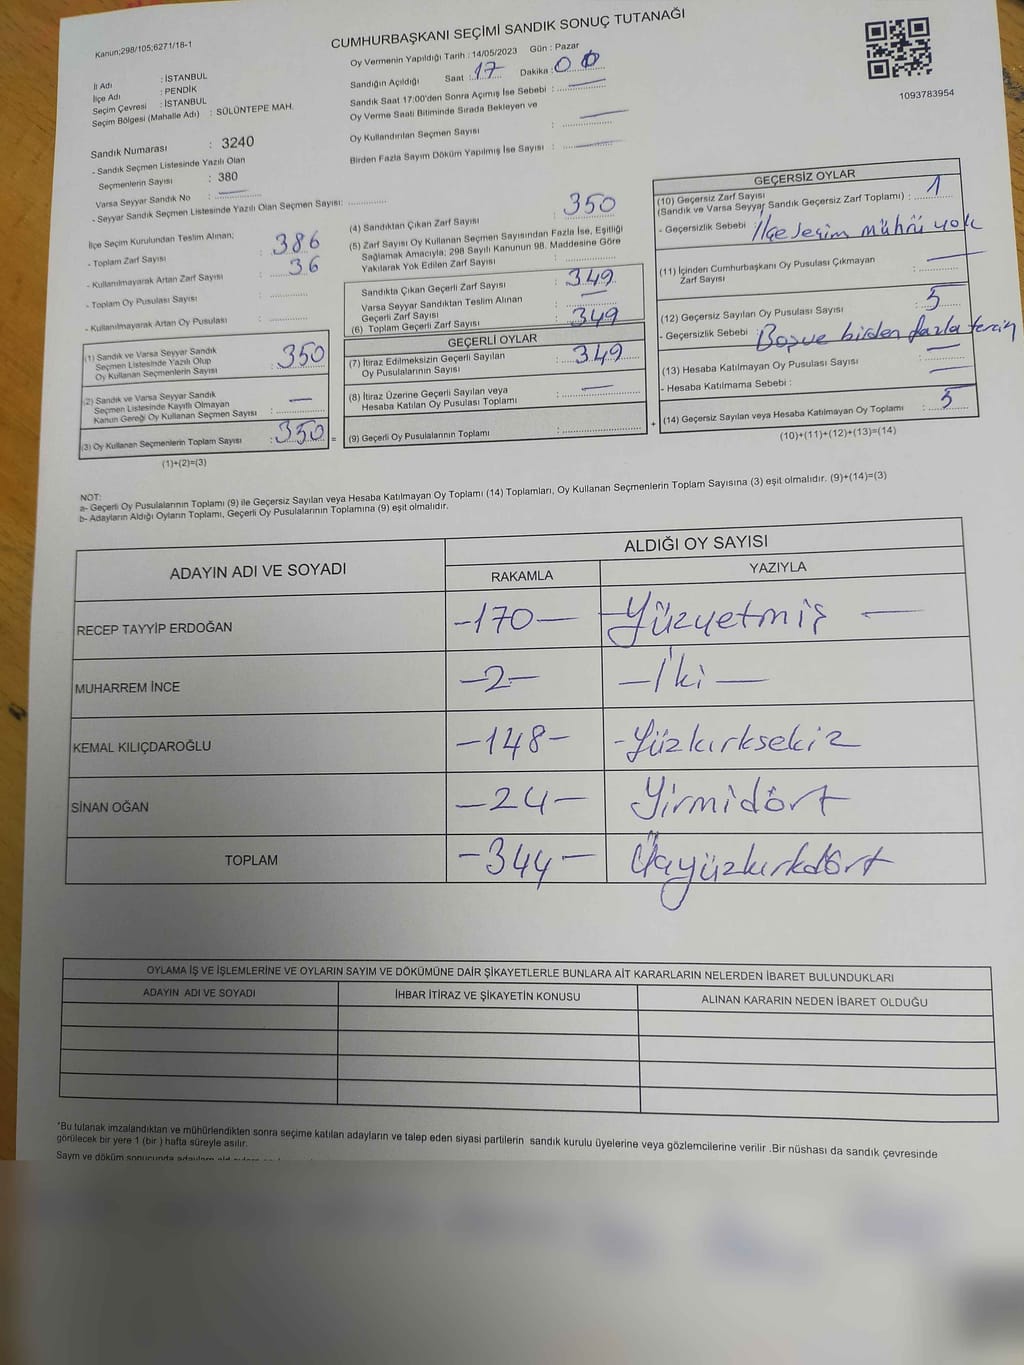 Kanun;298/105;6271/18-1
CUMHURBAŞKANI SEÇİMİ SANDIK SONUÇ TUTANAĞI
İl Adı : İSTANBUL
İlçe Adı : PENDİK
Seçim Çevresi : İSTANBUL
Seçim Bölgesi (Mahalle Adı) : SÜLÜNTEPE MAH.
Sandık Numarası : 3240
- Sandık Seçmen Listesinde Yazılı Olan
Seçmenlerin Sayısı : 380
Varsa Seyyar Sandık No :
- Seyyar Sandık Seçmen Listesinde Yazılı Olan Seçmen Sayısı:
Oy Vermenin Yapıldığı Tarih : 14/05/2023 Gün : Pazar
Sandığın Açıldığı Saat : 17 Dakika : 00
Sandık Saat 17:00'den Sonra Açımış İse Sebebi :
Oy Verme Saati Bitiminde Sırada Bekleyen ve
Oy Kullandırılan Seçmen Sayısı :
Birden Fazla Sayım Döküm Yapılmış İse Sayısı :
1093783954
İlçe Seçim Kurulundan Teslim Alınan;
- Toplam Zarf Sayısı : 386
- Kullanılmayarak Artan Zarf Sayısı : 36
- Toplam Oy Pusulası Sayısı :
- Kullanılmayarak Artan Oy Pusulası :
(1) Sandık ve Varsa Seyyar Sandık
Seçmen Listesinde Yazılı Olup
Oy Kullanan Seçmenlerin Sayısı : 350
(2) Sandık ve Varsa Seyyar Sandık
Seçmen Listesinde Kayıtlı Olmayan
Kanun Gereği Oy Kullanan Seçmen Sayısı : —
(3) Oy Kullanan Seçmenlerin Toplam Sayısı : 350 =
(1)+(2)=(3)
(4) Sandıktan Çıkan Zarf Sayısı : 350
(5) Zarf Sayısı Oy Kullanan Seçmen Sayısından Fazla İse, Eşitliği
Sağlamak Amacıyla; 298 Sayılı Kanunun 98. Maddesine Göre
Yakılarak Yok Edilen Zarf Sayısı :
Sandıkta Çıkan Geçerli Zarf Sayısı : 349
Varsa Seyyar Sandıktan Teslim Alınan
Geçerli Zarf Sayısı : —
(6) Toplam Geçerli Zarf Sayısı : 349
GEÇERLİ OYLAR
(7) İtiraz Edilmeksizin Geçerli Sayılan
Oy Pusulasının Sayısı : 349
(8) İtiraz Üzerine Geçerli Sayılan veya
Hesaba Katılan Oy Pusulası Toplamı : —
(9) Geçerli Oy Pusulalarının Toplamı : +
GEÇERSİZ OYLAR
(10) Geçersiz Zarf Sayısı
(Sandık ve Varsa Seyyar Sandık Geçersiz Zarf Toplamı) : 1
- Geçersizlik Sebebi : İlçe seçim mührü yok
(11) İçinden Cumhurbaşkanı Oy Pusulası Çıkmayan
Zarf Sayısı : —
(12) Geçersiz Sayılan Oy Pusulası Sayısı : 5
- Geçersizlik Sebebi : Boş ve birden fazla tercih
(13) Hesaba Katılmayan Oy Pusulası Sayısı : —
- Hesaba Katılmama Sebebi : —
(14) Geçersiz Sayılan veya Hesaba Katılmayan Oy Toplamı : 5
(10)+(11)+(12)+(13)=(14)
NOT:
a- Geçerli Oy Pusulalarının Toplamı (9) ile Geçersiz Sayılan veya Hesaba Katılmayan Oy Toplamı (14) Toplamları, Oy Kullanan Seçmenlerin Toplam Sayısına (3) eşit olmalıdır. (9)+(14)=(3)
b- Adayların Aldığı Oyların Toplamı, Geçerli Oy Pusulalarının Toplamına (9) eşit olmalıdır.
ADAYIN ADI VE SOYADI
ALDIĞI OY SAYISI
RAKAMLA YAZIYLA
RECEP TAYYİP ERDOĞAN -170- Yüzyetmiş —
MUHARREM İNCE -2- -İki-
KEMAL KILIÇDAROĞLU -148- -Yüzkırksekiz
SİNAN OĞAN -24- Yirmidört
TOPLAM -344- Üçyüzkırkdört
OYLAMA İŞ VE İŞLEMLERİNE VE OYLARIN SAYIM VE DÖKÜMÜNE DAİR ŞİKAYETLERLE BUNLARA AİT KARARLARIN NELERDEN İBARET BULUNDUKLARI
ADAYIN ADI VE SOYADI İHBAR İTİRAZ VE ŞİKAYETİN KONUSU ALINAN KARARIN NEDEN İBARET OLDUĞU
*Bu tutanak imzalandıktan ve mühürlendikten sonra seçime katılan adayların ve talep eden siyasi partilerin sandık kurulu üyelerine veya gözlemcilerine verilir .Bir nüshası da sandık çevresinde
görülecek bir yere 1 (bir ) hafta süreyle asılır.
Sayım ve döküm sonucunda